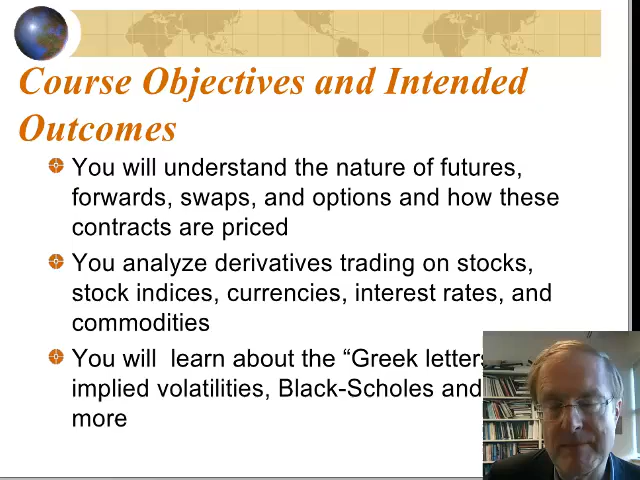 Course Objectives and Intended
Outcomes
You will understand the nature of futures,
forwards, swaps, and options and how these
contracts are priced
You analyze derivatives trading on stocks,
stock indices, currencies, interest rates, and
commodities
You will  learn about the “Greek letters
implied volatilities, Black-Scholes and
more